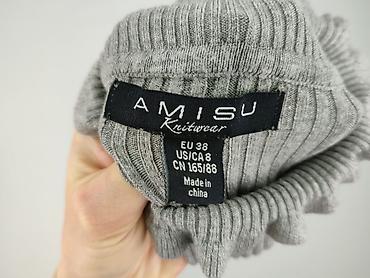 AMISU
Knitwear
EU 38
US/CA 8
CN 165/88
Made in
china